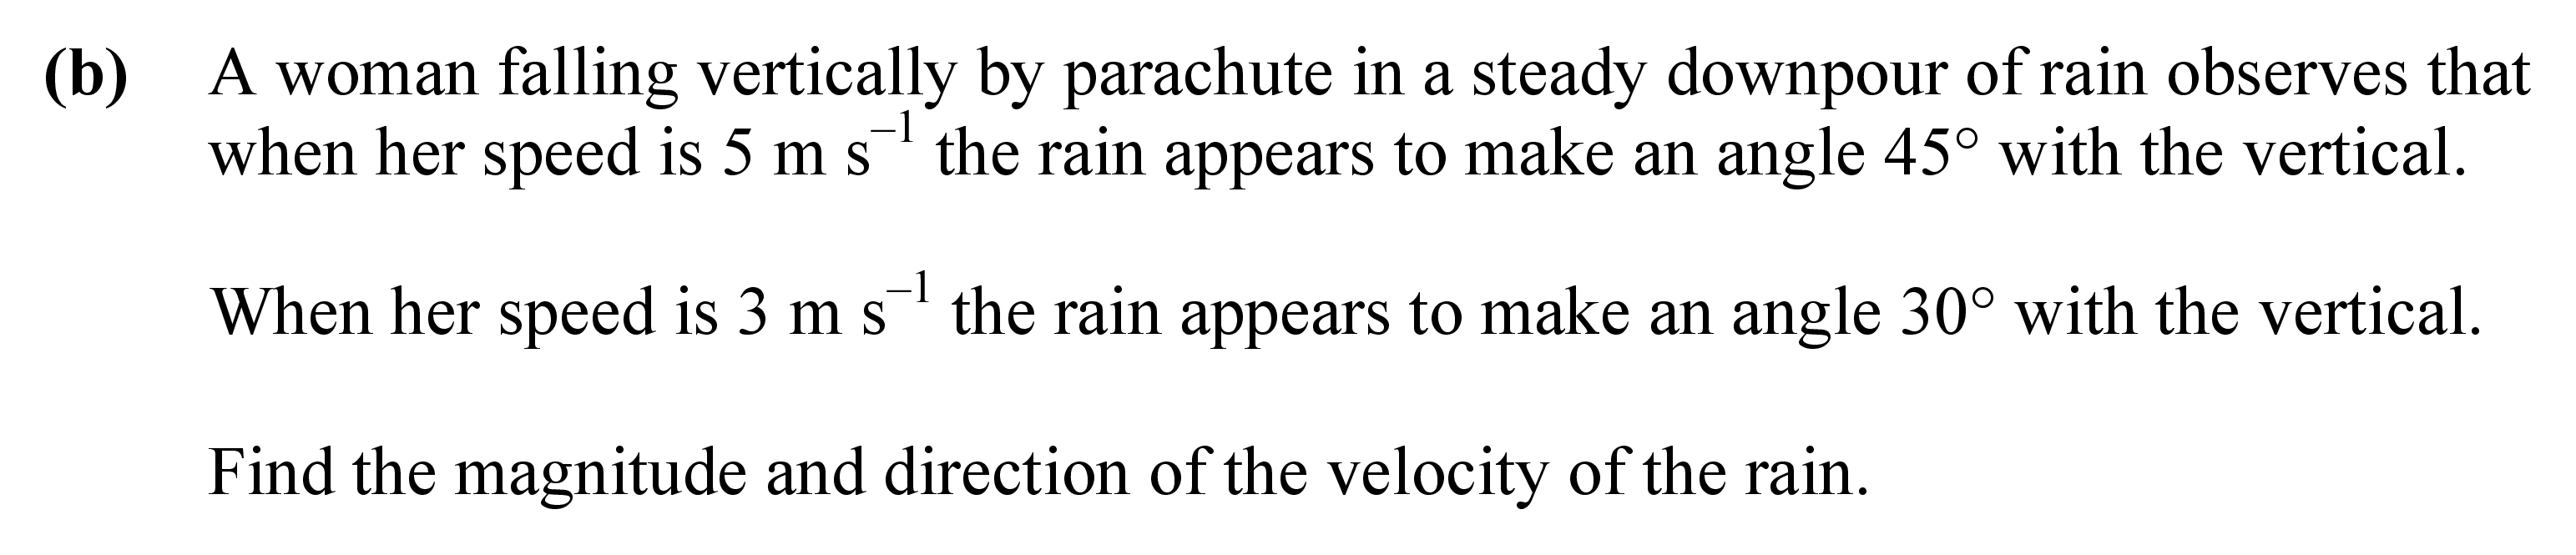 (b) A woman falling vertically by parachute in a steady downpour of rain observes that
when her speed is 5 m s⁻¹ the rain appears to make an angle 45° with the vertical.
When her speed is 3 m s⁻¹ the rain appears to make an angle 30° with the vertical.
Find the magnitude and direction of the velocity of the rain.